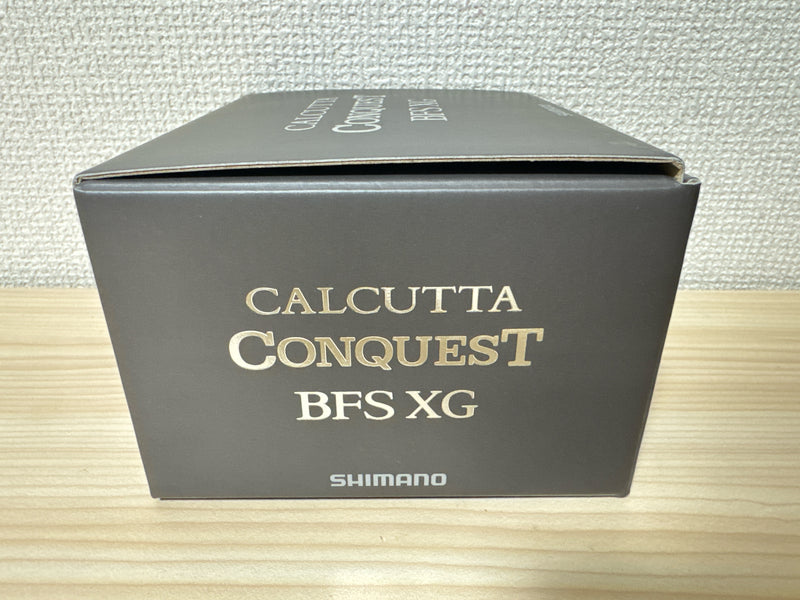 CALCUTTA
CONQUEST
BFS XG
CALCUTTA
CONQUEST
BFS XG
SHIMANO